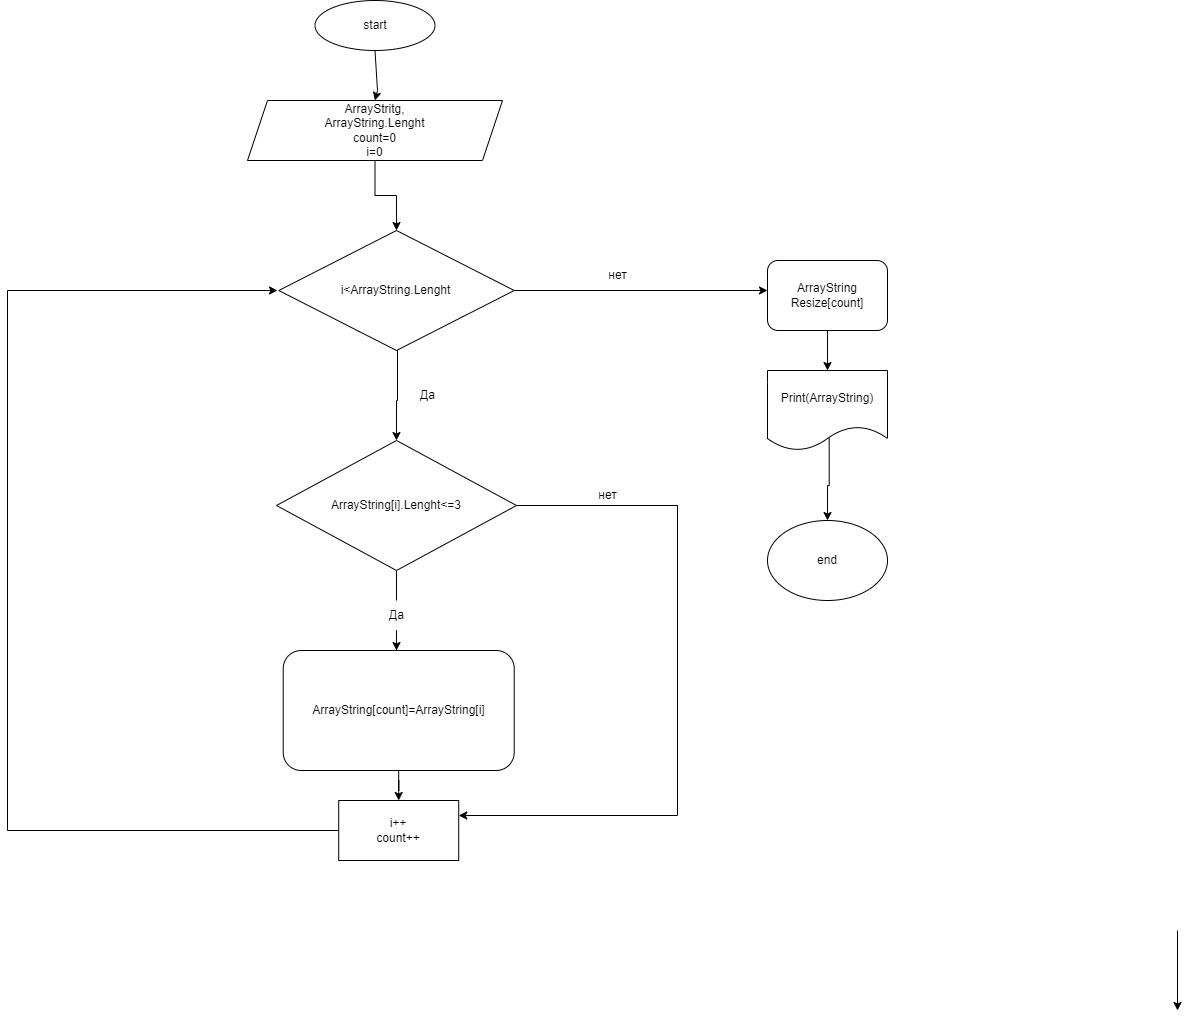 start
ArrayStritg,
ArrayString.Lenght
count=0
i=0
i<ArrayString.Lenght
нет
ArrayString
Resize[count]
Print(ArrayString)
Да
ArrayString[i].Lenght<=3
нет
end
Да
ArrayString[count]=ArrayString[i]
i++
count++